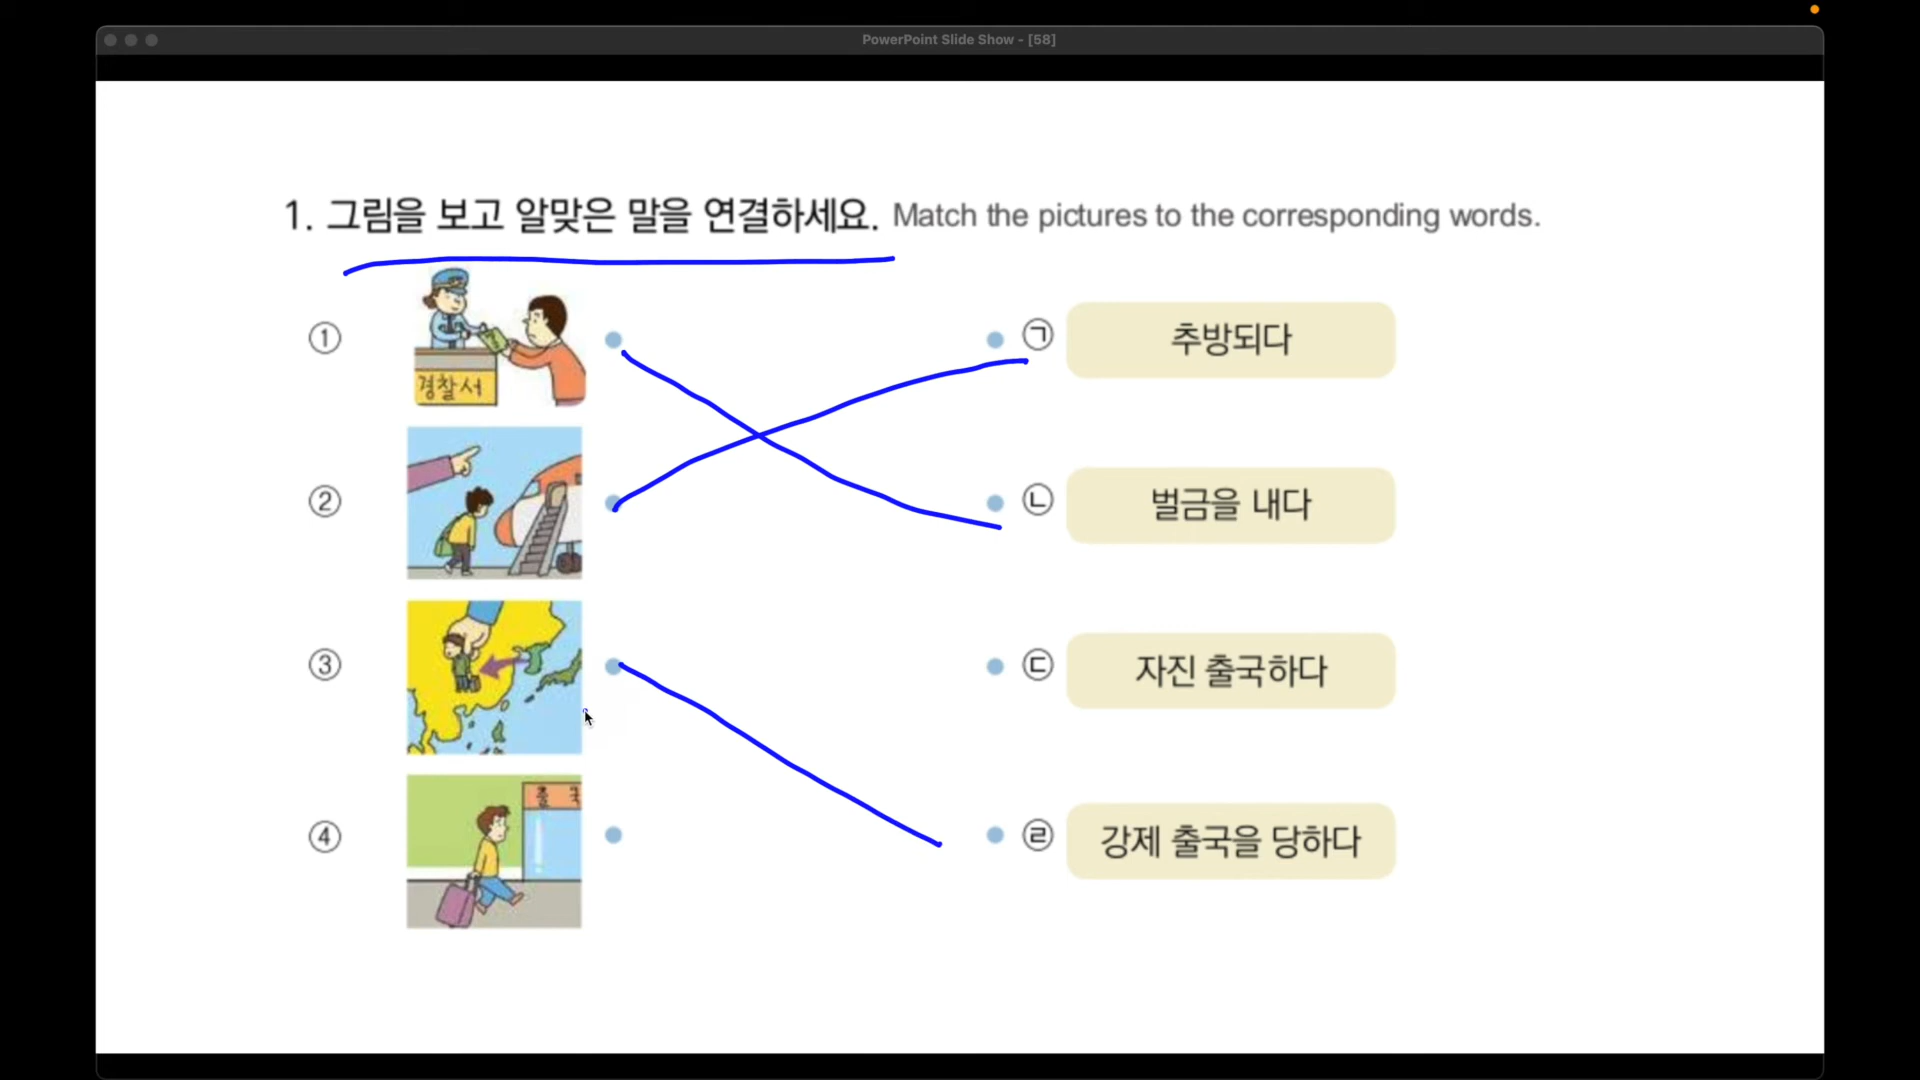 PowerPoint Slide Show - [58]
1. 그림을 보고 알맞은 말을 연결하세요. Match the pictures to the corresponding words.
① 경찰서 ㉠ 추방되다
② ㉡ 벌금을 내다
③ ㉢ 자진 출국하다
출 국
④ ㉣ 강제 출국을 당하다